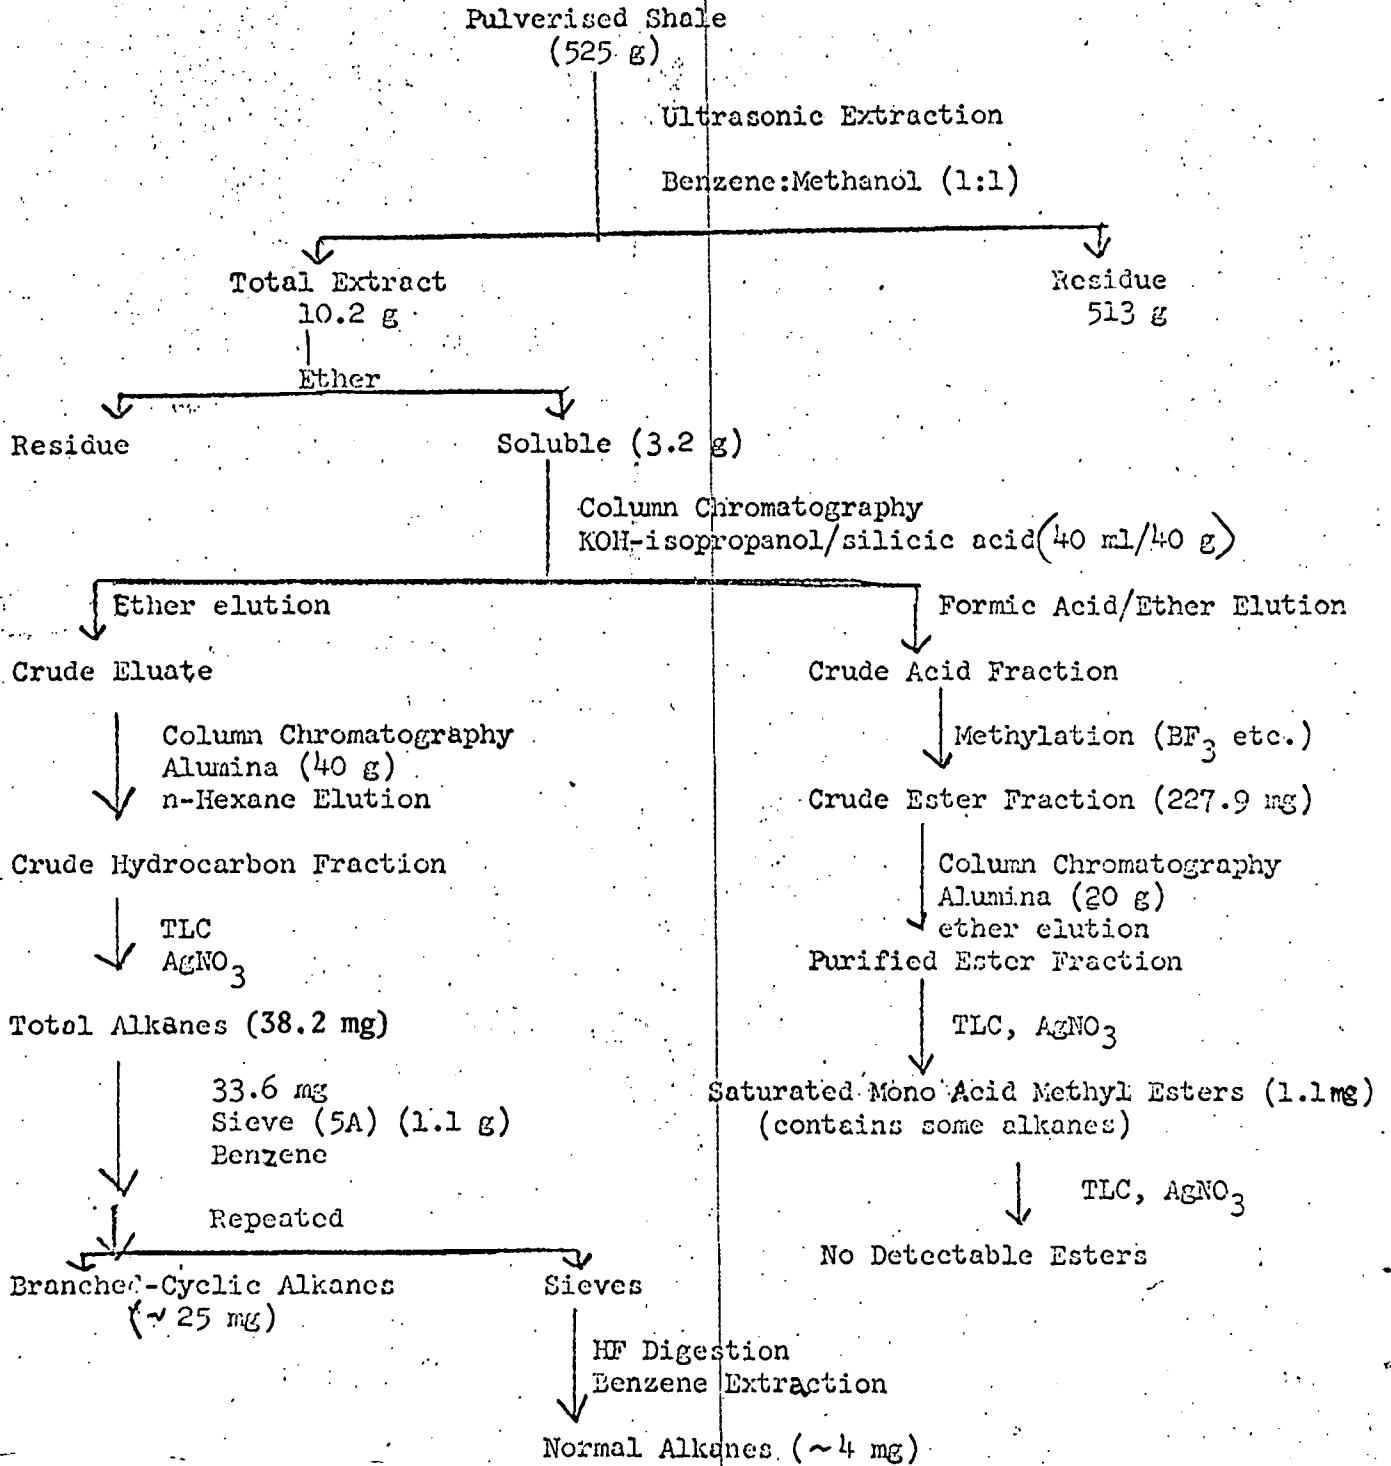 Pulverised Shale
(525 g)
Ultrasonic Extraction
Benzene:Methanol (1:1)
Total Extract
10.2 g
Residue
513 g
Ether
Residue
Soluble (3.2 g)
Column Chromatography
KOH-isopropanol/silicic acid (40 ml/40 g)
Ether elution
Formic Acid/Ether Elution
Crude Eluate
Column Chromatography
Alumina (40 g)
n-Hexane Elution
Crude Hydrocarbon Fraction
TLC
AgNO3
Total Alkanes (38.2 mg)
33.6 mg
Sieve (5A) (1.1 g)
Benzene
Repeated
Branched-Cyclic Alkanes
(~ 25 mg)
Sieves
HF Digestion
Benzene Extraction
Normal Alkanes (~4 mg)
Crude Acid Fraction
Methylation (BF3 etc.)
Crude Ester Fraction (227.9 mg)
Column Chromatography
Alumina (20 g)
ether elution
Purified Ester Fraction
TLC, AgNO3
Saturated Mono Acid Methyl Esters (1.1mg)
(contains some alkanes)
TLC, AgNO3
No Detectable Esters